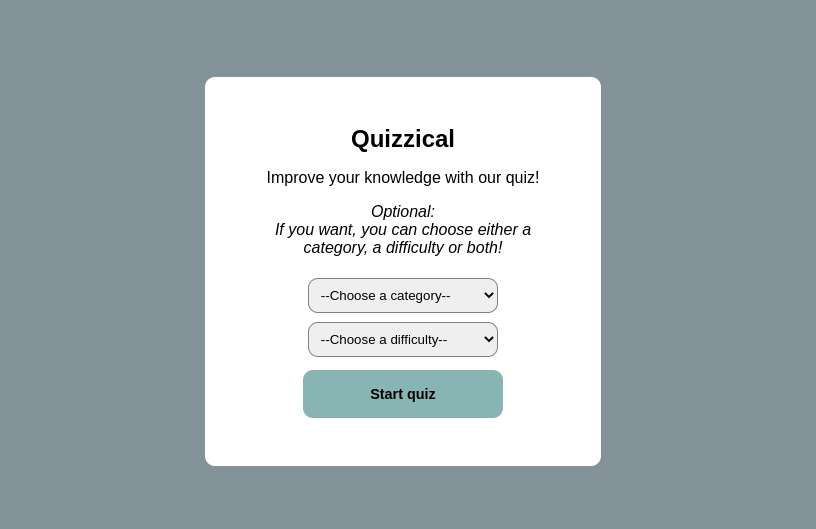 Quizzical
Improve your knowledge with our quiz!
Optional:
If you want, you can choose either a
category, a difficulty or both!
--Choose a category--
--Choose a difficulty--
Start quiz